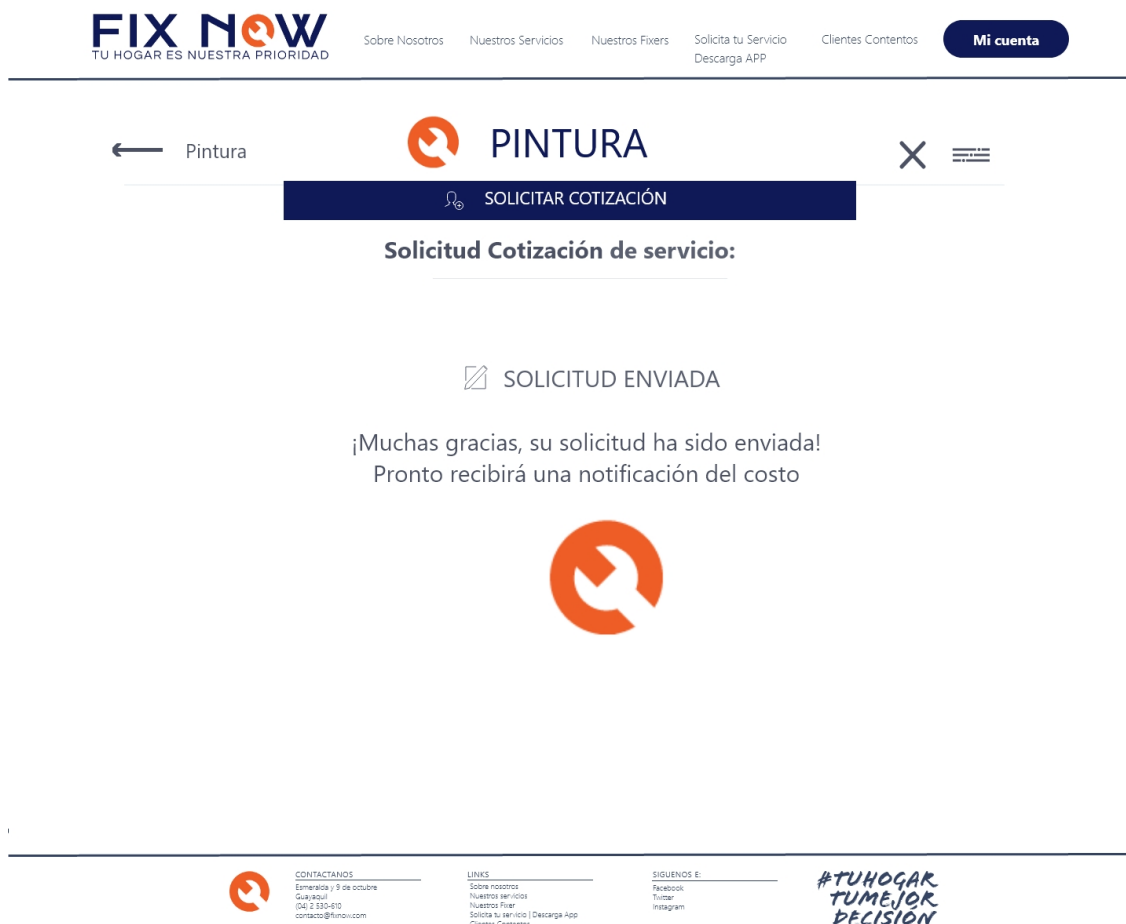 FIX NOW
TU HOGAR ES NUESTRA PRIORIDAD
Sobre Nosotros
Nuestros Servicios
Nuestros Fixers
Solicita tu Servicio
Descarga APP
Clientes Contentos
Mi cuenta
Pintura
PINTURA
SOLICITAR COTIZACIÓN
Solicitud Cotización de servicio:
SOLICITUD ENVIADA
¡Muchas gracias, su solicitud ha sido enviada!
Pronto recibirá una notificación del costo
CONTACTANOS
Esmeralda y 9 de octubre
Guayaquil
(04) 2 530-610
contacto@fixnow.com
LINKS
Sobre nosotros
Nuestros servicios
Nuestros Fixer
Solicita tu servicio | Descarga App
Clientes Contentos
SIGUENOS E:
Facebook
Twitter
Instagram
#TUHOGAR
TUMEJOR
DECISIÓN